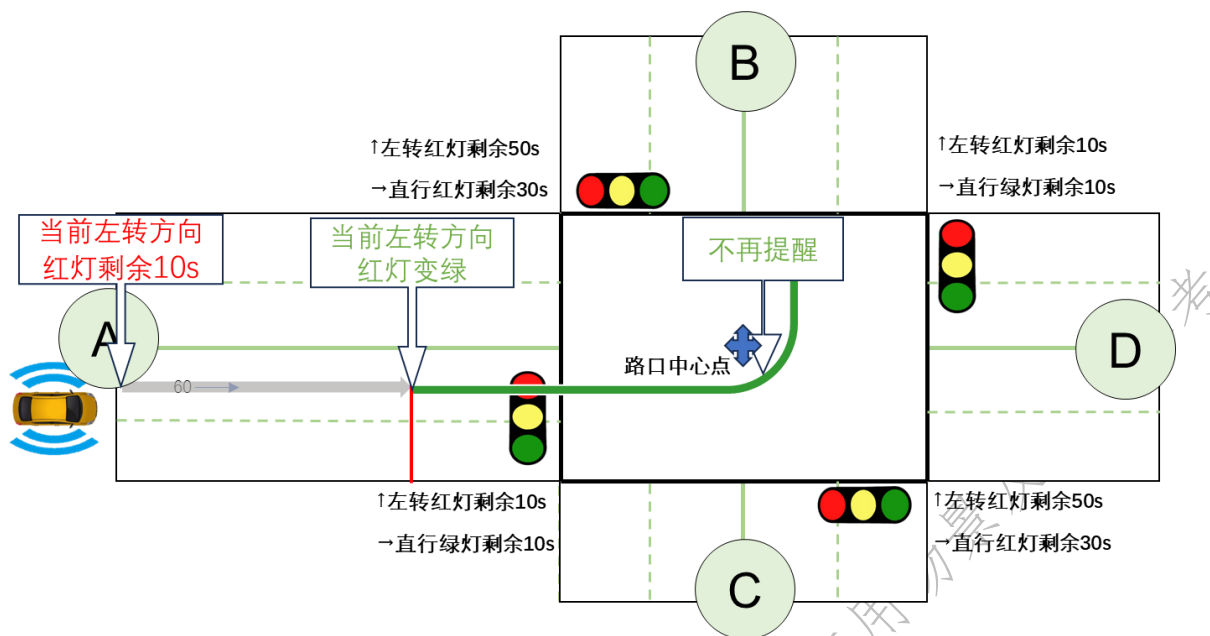 B
↑左转红灯剩余50s
→直行红灯剩余30s
↑左转红灯剩余10s
→直行绿灯剩余10s
当前左转方向
红灯剩余10s
当前左转方向
红灯变绿
不再提醒
A
路口中心点
D
60
↑左转红灯剩余10s
→直行绿灯剩余10s
↑左转红灯剩余50s
→直行红灯剩余30s
C
考
用
景